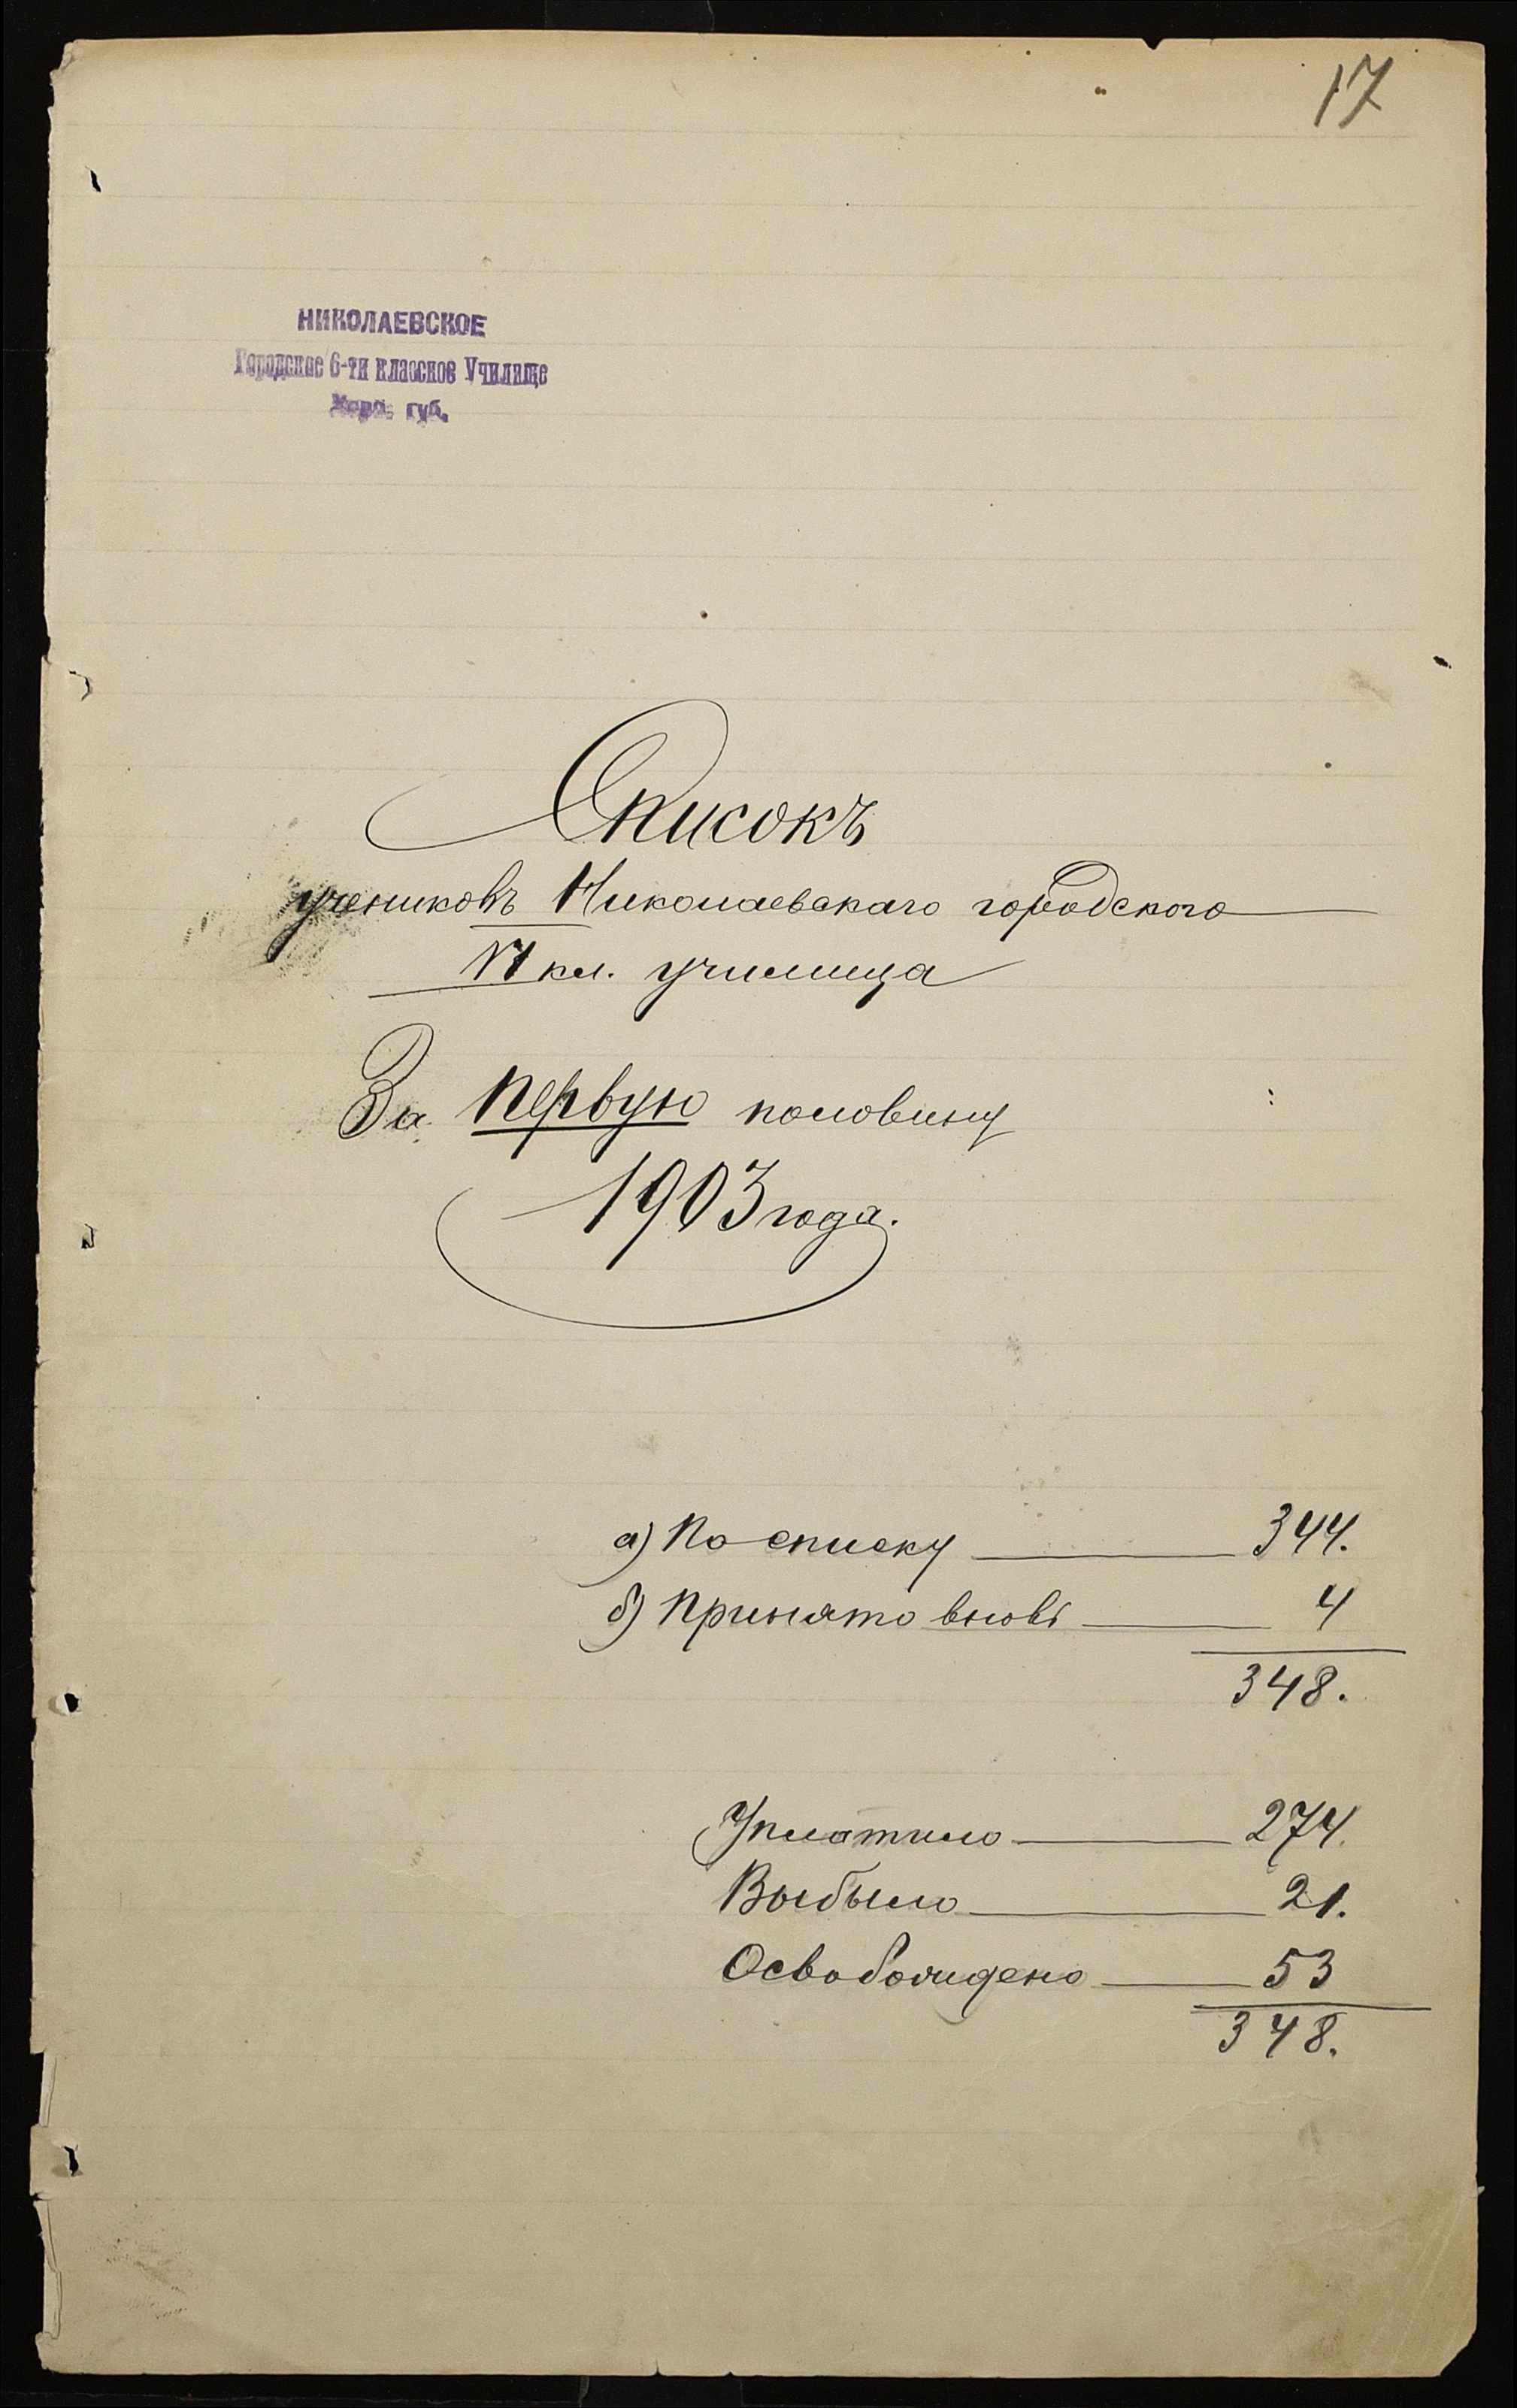 17
НИКОЛАЕВСКОЕ
Городское 6-ти классное Училище
Херс. губ.
Списокъ
учениковъ Николаевскаго городского
VI кл. училища
За первую половину
1903 года.
а) По списку — 344.
б) Принято вновь — 4
348.
Уплатило — 274.
Выбыло — 21.
Освобождено — 53
348.